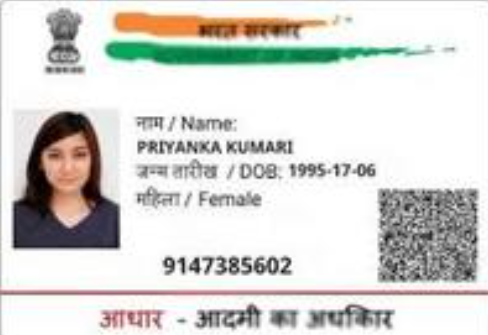 भारत सरकार
नाम / Name:
PRIYANKA KUMARI
जन्म तारीख / DOB: 1995-17-06
महिला / Female
9147385602
आधार - आदमी का अधिकार